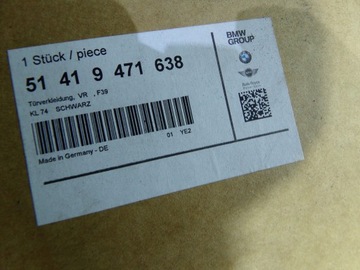 1 Stück / piece
51 41 9 471 638
Türverkleidung, VR , F39
KL 74 SCHWARZ
01 YE2
Made in Germany - DE
BMW
GROUP